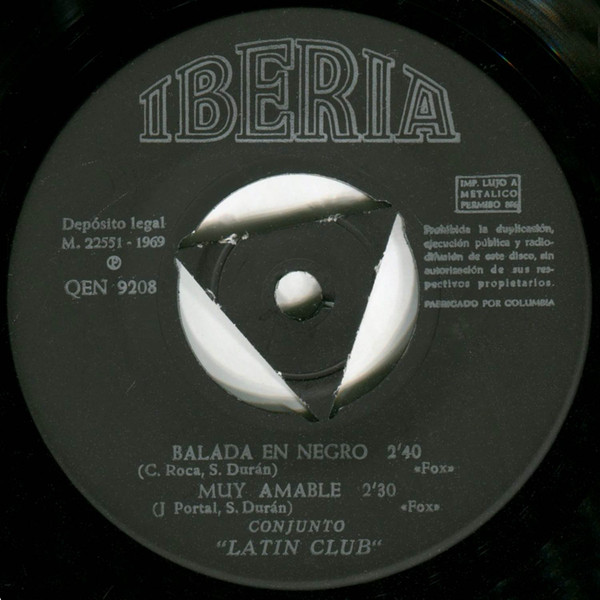 IBERIA
IMP. LUJO A
METALICO
PERMISO 866
Depósito legal
M. 22551 - 1969
Ⓟ
QEN 9208
Prohibida la duplicación,
ejecución pública y radio-
difusión de este disco, sin
autorización de sus res-
pectivos propietarios.
FABRICADO POR COLUMBIA
BALADA EN NEGRO 2'40
(C. Roca, S. Durán) «Fox»
MUY AMABLE 2'30
(J Portal, S. Durán) «Fox»
CONJUNTO
"LATIN CLUB"